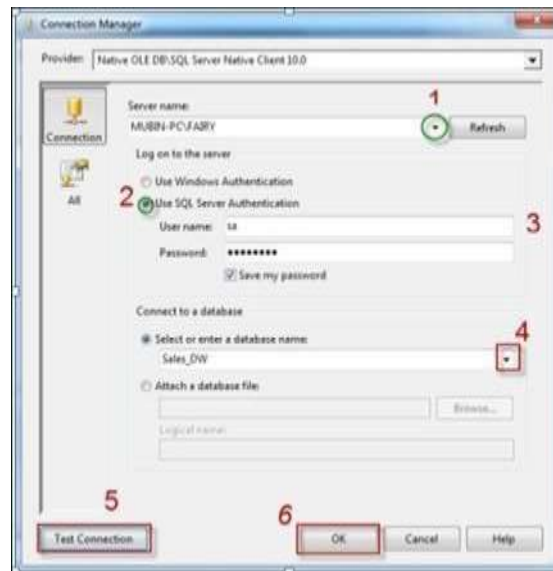 Connection Manager
Provider: Native OLE DB\SQL Server Native Client 10.0
Connection
All
1
Server name:
MUBIN-PC\FAIRY
Refresh
Log on to the server
Use Windows Authentication
2
Use SQL Server Authentication
3
User name: sa
Password: ●●●●●●●●
Save my password
Connect to a database
Select or enter a database name:
4
Sales_DW
Attach a database file:
Browse...
Logical name:
5
6
Test Connection
OK
Cancel
Help